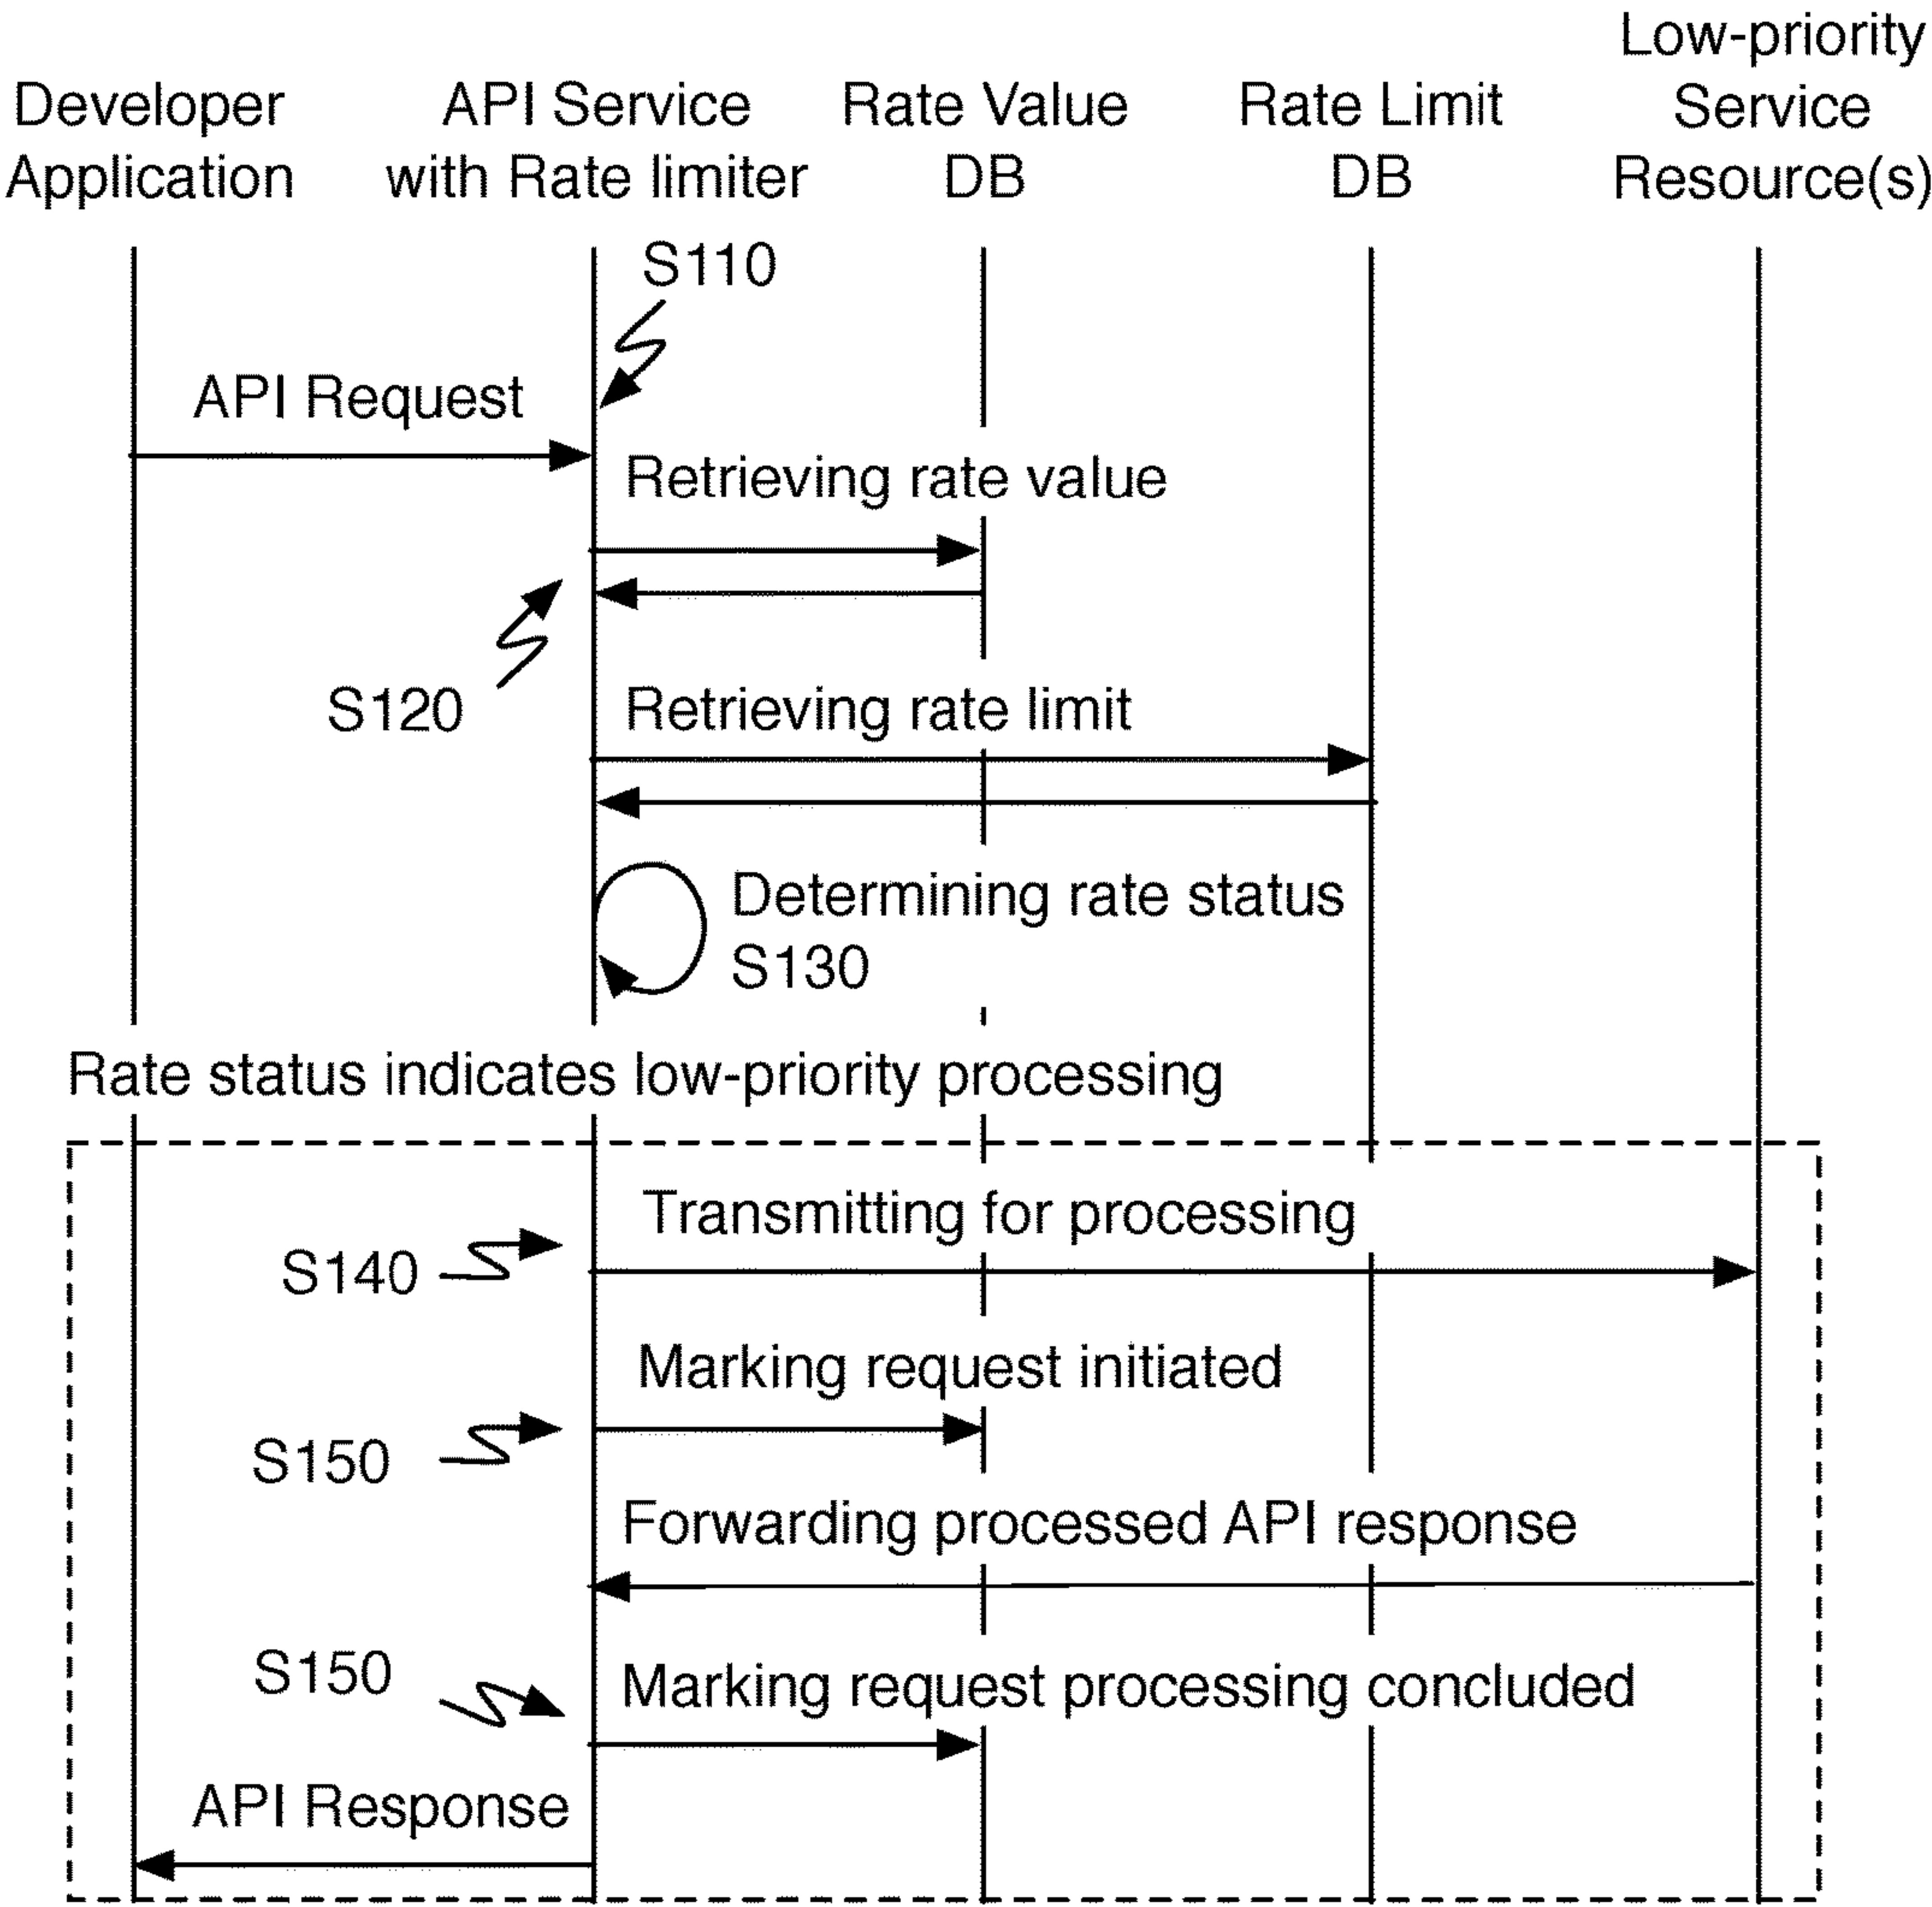 Developer
Application
API Service
with Rate limiter
Rate Value
DB
Rate Limit
DB
Low-priority
Service
Resource(s)
S110
API Request
Retrieving rate value
S120
Retrieving rate limit
Determining rate status
S130
Rate status indicates low-priority processing
Transmitting for processing
S140
Marking request initiated
S150
Forwarding processed API response
S150
Marking request processing concluded
API Response